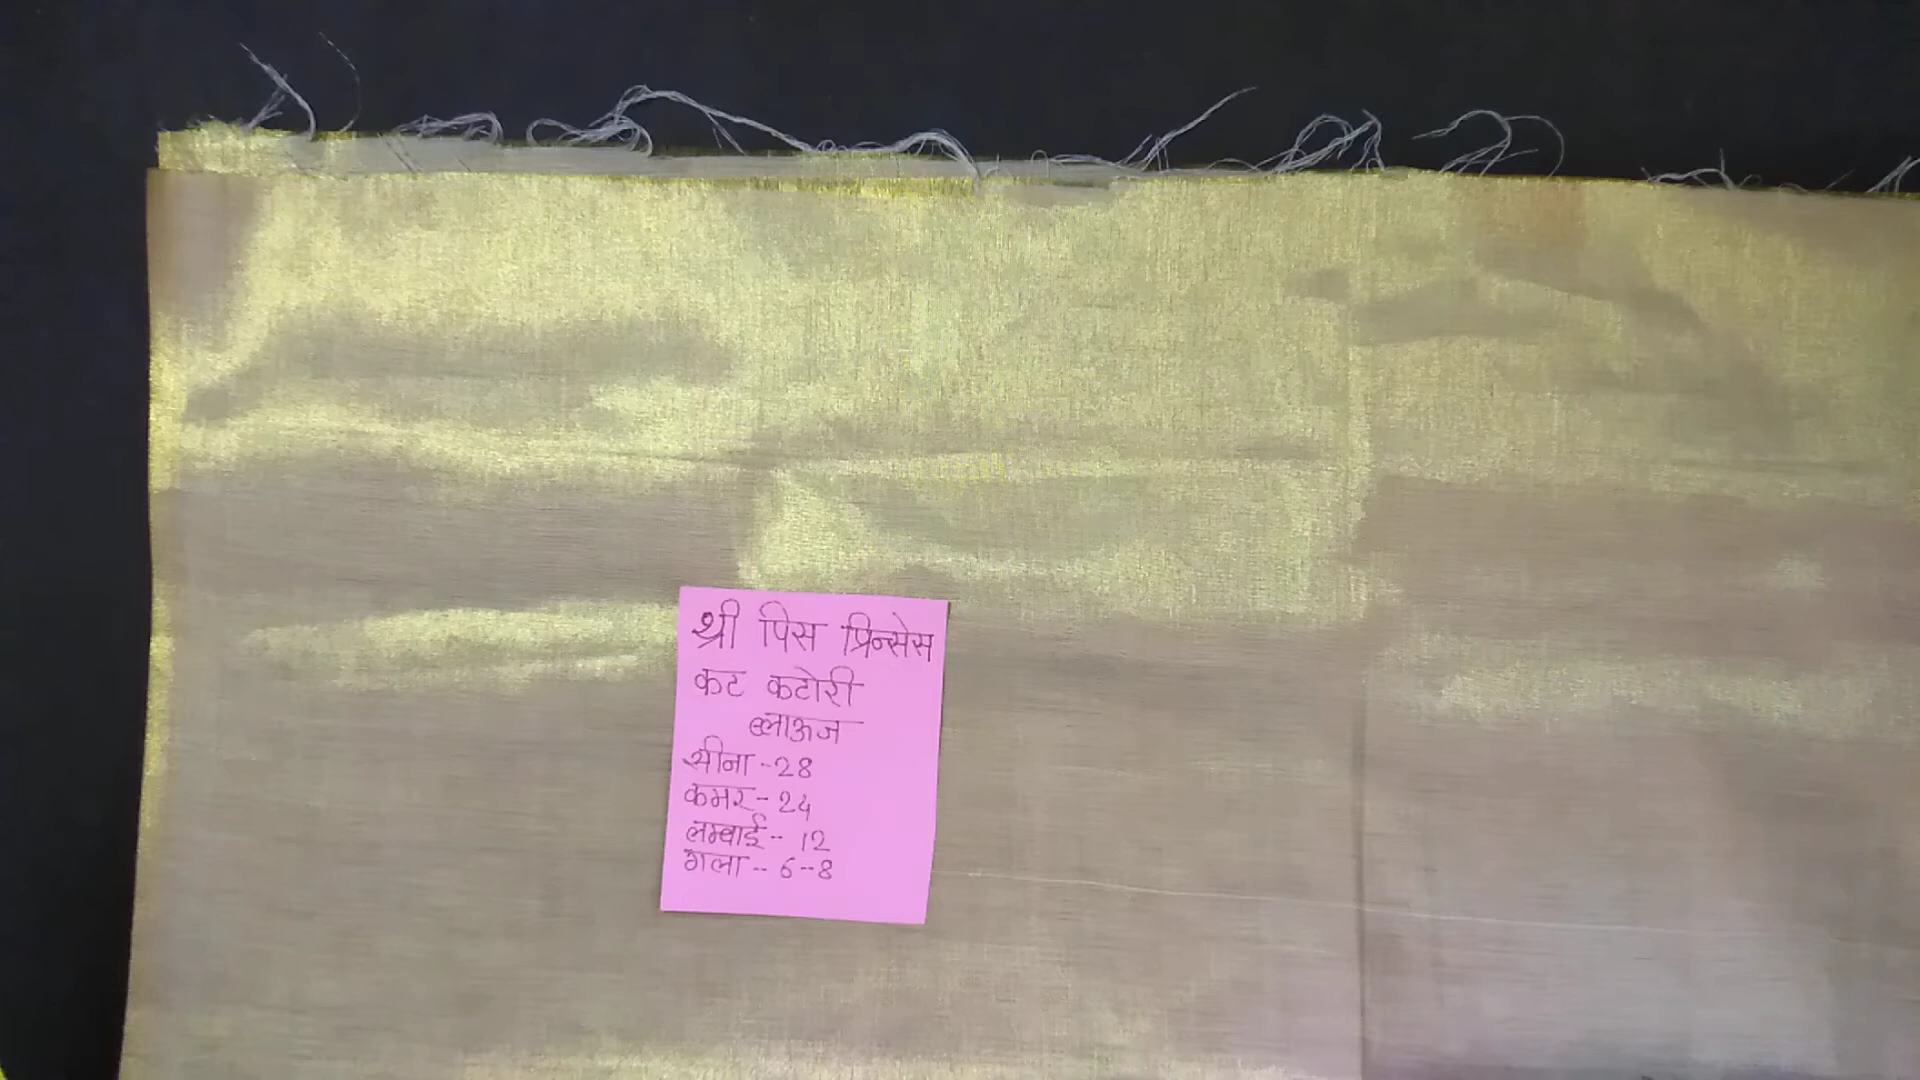 थ्री पिस प्रिन्सेस
कट कटोरी
ब्लाऊज
सीना -28
कमर - 24
लम्बाई -- 12
गला -- 6--8